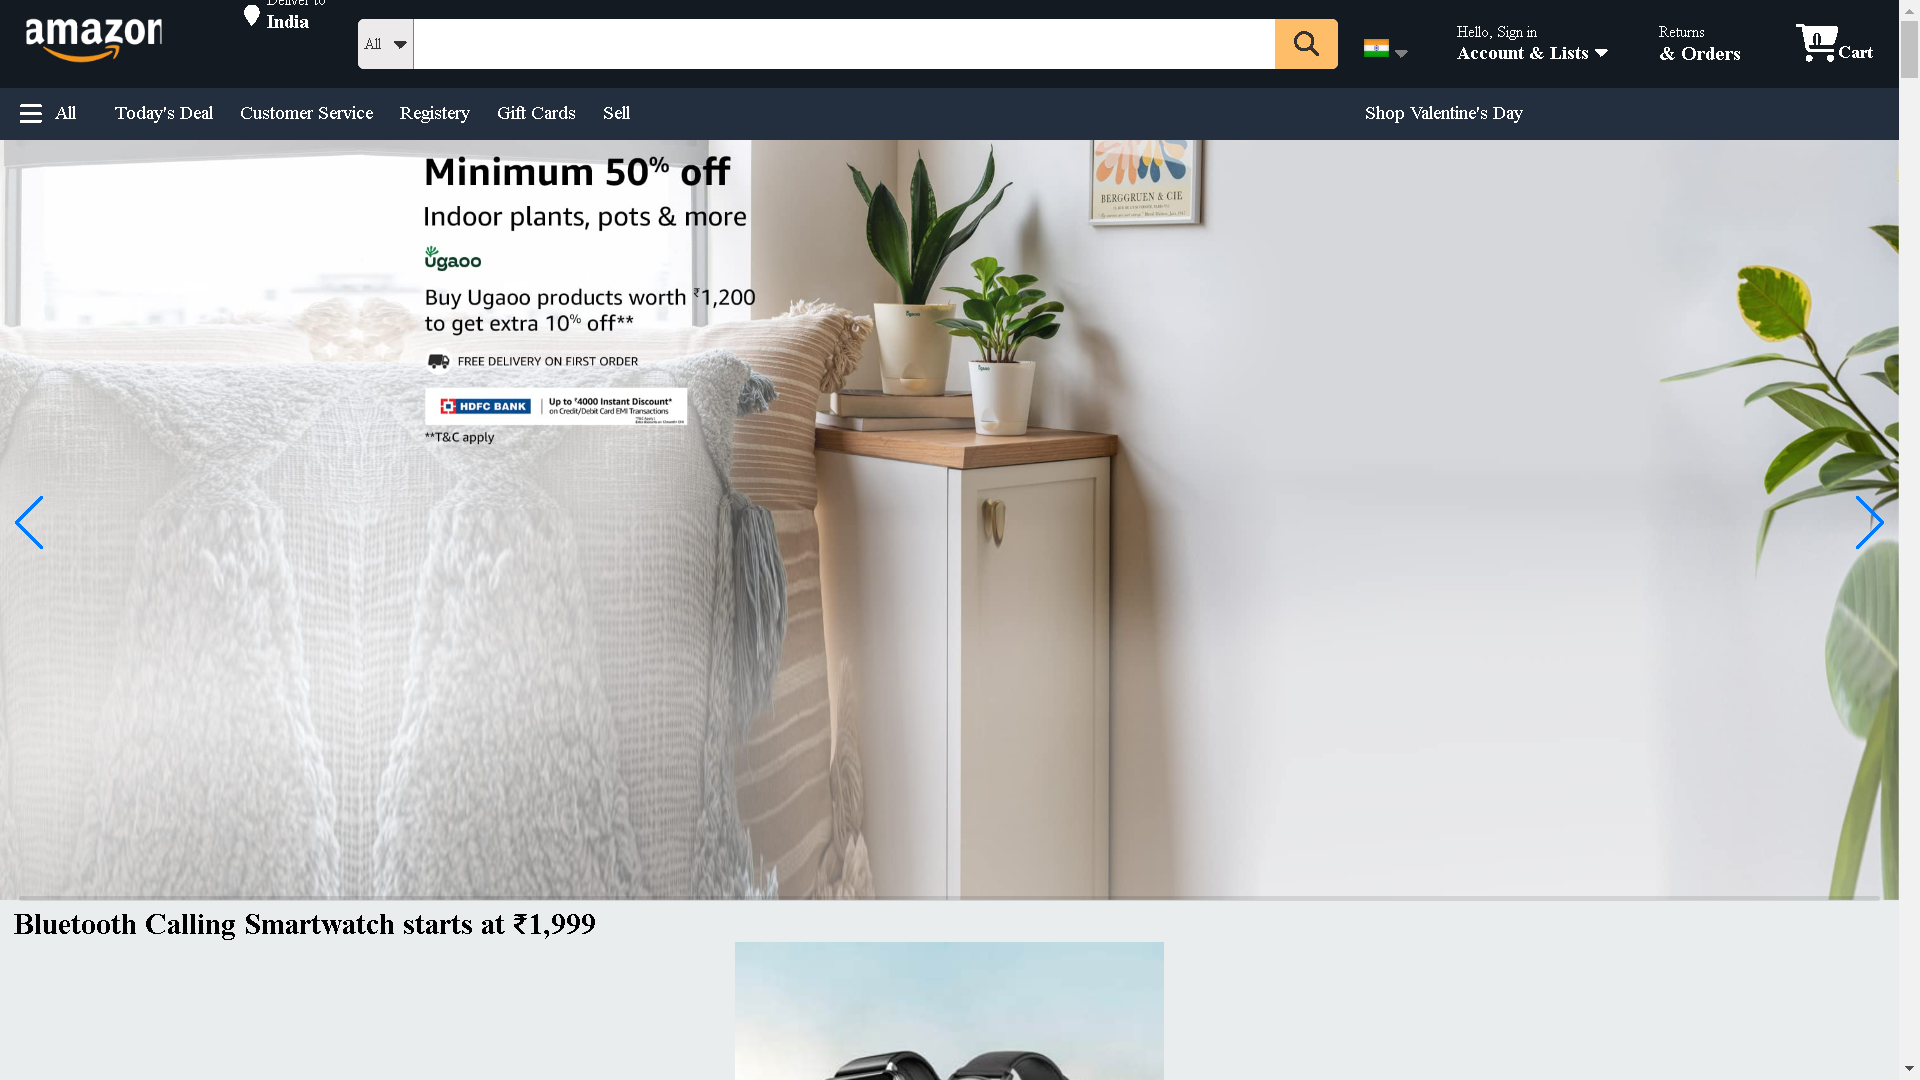 amazon
Deliver to
India
All
Hello, Sign in
Account & Lists
Returns
& Orders
0
Cart
All
Today's Deal
Customer Service
Registery
Gift Cards
Sell
Shop Valentine's Day
Minimum 50% off
Indoor plants, pots & more
ugaoo
Buy Ugaoo products worth ₹1,200
to get extra 10% off**
FREE DELIVERY ON FIRST ORDER
HDFC BANK
Up to ₹4000 Instant Discount*
on Credit/Debit Card EMI Transactions
**T&C apply
BERGGRUEN & CIE
Bluetooth Calling Smartwatch starts at ₹1,999